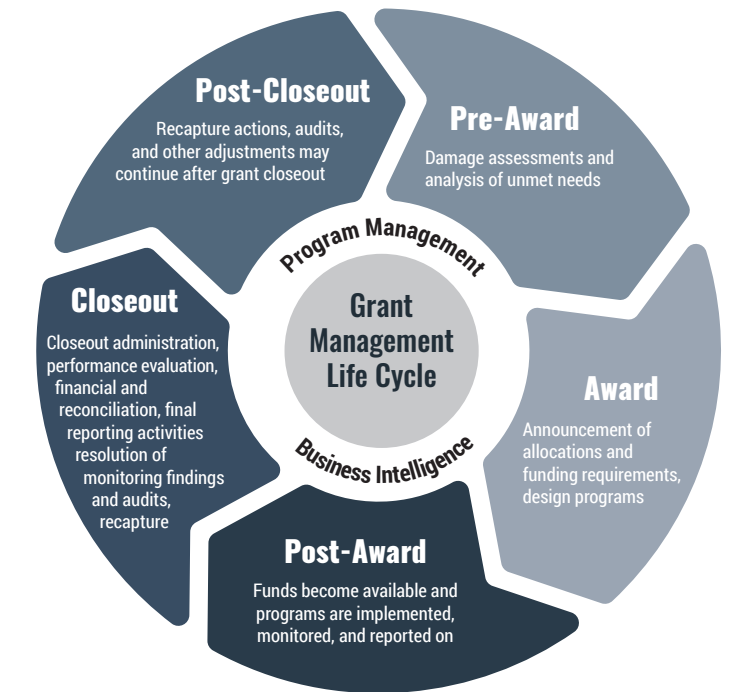 Post-Closeout
Recapture actions, audits,
and other adjustments may
continue after grant closeout
Pre-Award
Damage assessments and
analysis of unmet needs
Program Management
Grant
Management
Life Cycle
Business Intelligence
Closeout
Closeout administration,
performance evaluation,
financial and
reconciliation, final
reporting activities
resolution of
monitoring findings
and audits,
recapture
Award
Announcement of
allocations and
funding requirements,
design programs
Post-Award
Funds become available and
programs are implemented,
monitored, and reported on